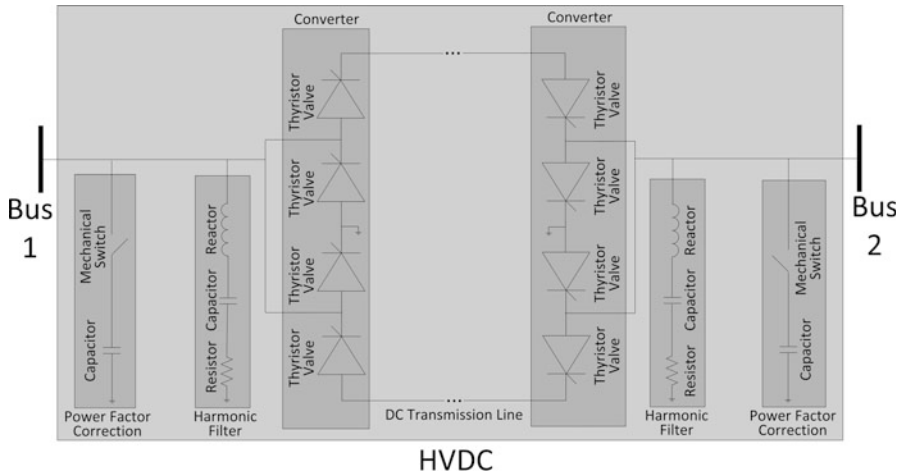 Converter
Converter
Thyristor
Valve
Thyristor
Valve
Thyristor
Valve
Thyristor
Valve
Thyristor
Valve
Thyristor
Valve
Thyristor
Valve
Thyristor
Valve
Bus
1
Bus
2
Mechanical
Switch
Capacitor
Reactor
Capacitor
Resistor
Reactor
Capacitor
Resistor
Mechanical
Switch
Capacitor
Power Factor
Correction
Harmonic
Filter
DC Transmission Line
Harmonic
Filter
Power Factor
Correction
HVDC